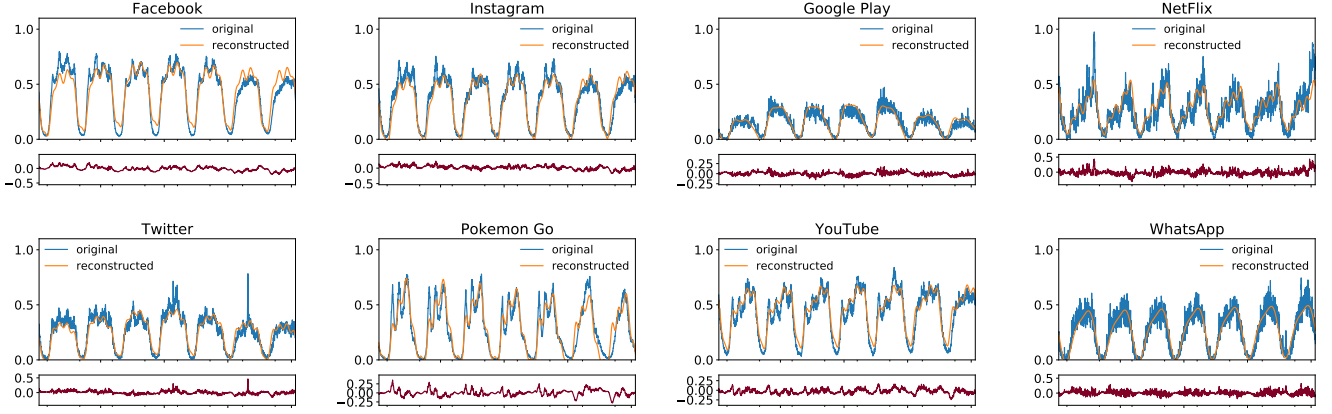 Facebook
1.0
0.5
0.0
original
reconstructed
0.0
−0.5
Instagram
1.0
0.5
0.0
original
reconstructed
0.0
−0.5
Google Play
1.0
0.5
0.0
original
reconstructed
0.25
0.00
−0.25
NetFlix
1.0
0.5
0.0
original
reconstructed
0.5
0.0
Twitter
1.0
0.5
0.0
original
reconstructed
0.5
0.0
Pokemon Go
1.0
0.5
0.0
original
reconstructed
0.25
0.00
−0.25
YouTube
1.0
0.5
0.0
original
reconstructed
0.25
0.00
−0.25
WhatsApp
1.0
0.5
0.0
original
reconstructed
0.5
0.0